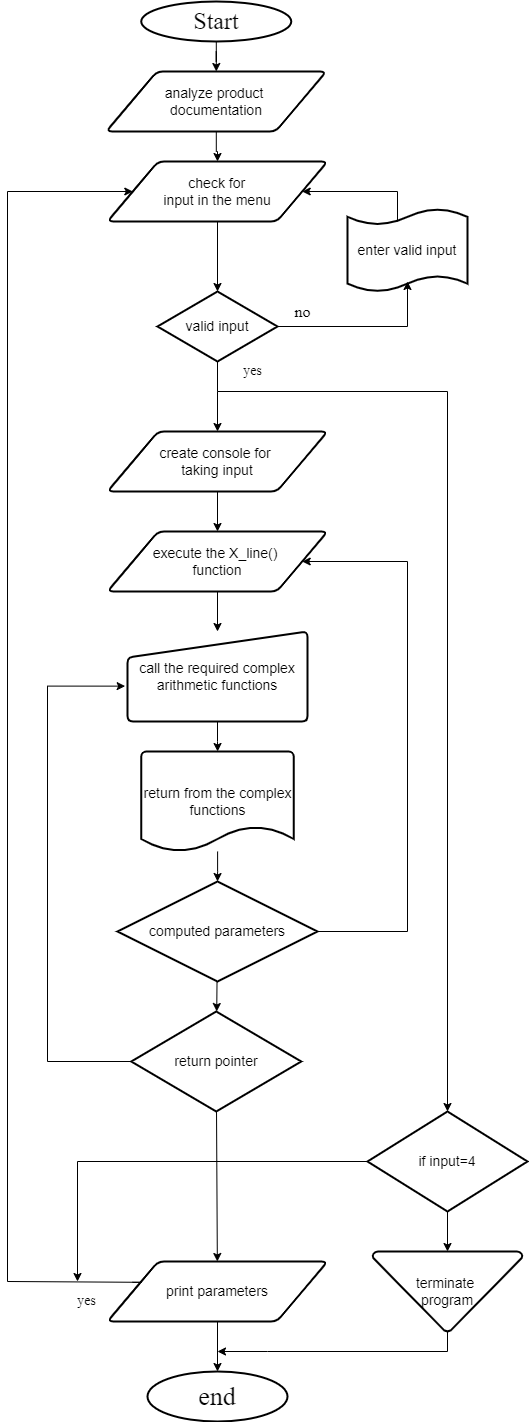 Start
analyze product
documentation
check for
input in the menu
enter valid input
valid input
no
yes
create console for
taking input
execute the X_line()
function
call the required complex
arithmetic functions
return from the complex
functions
computed parameters
return pointer
if input=4
print parameters
terminate
program
yes
end